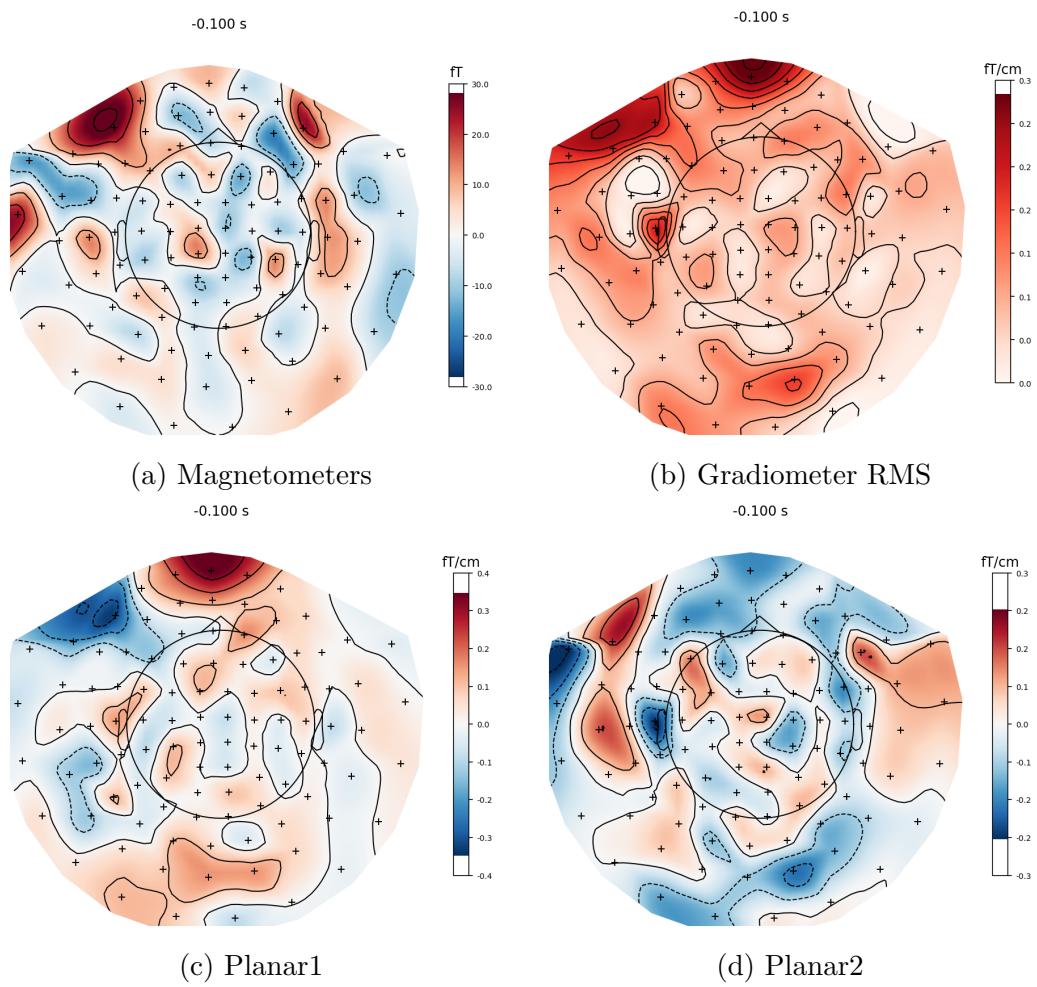 -0.100 s
-0.100 s
fT
30.0
20.0
10.0
0.0
-10.0
-20.0
-30.0
fT/cm
0.3
0.2
0.2
0.2
0.1
0.1
0.0
0.0
(a) Magnetometers
(b) Gradiometer RMS
-0.100 s
-0.100 s
fT/cm
0.4
0.3
0.2
0.1
0.0
-0.1
-0.2
-0.3
-0.4
fT/cm
0.3
0.2
0.2
0.1
0.0
-0.1
-0.2
-0.2
-0.3
(c) Planar1
(d) Planar2